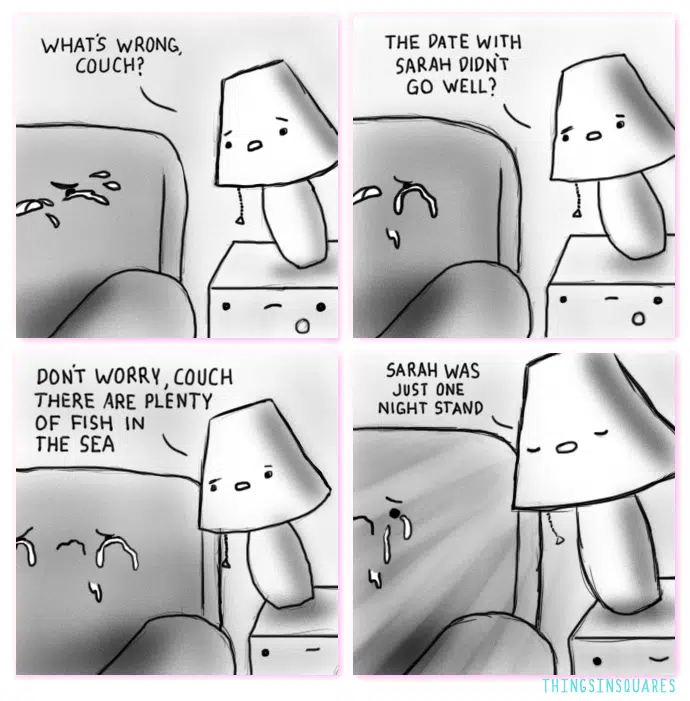 WHAT'S WRONG,
COUCH?
THE DATE WITH
SARAH DIDN'T
GO WELL?
DON'T WORRY, COUCH
THERE ARE PLENTY
OF FISH IN
THE SEA
SARAH WAS
JUST ONE
NIGHT STAND
THINGSINSQUARES